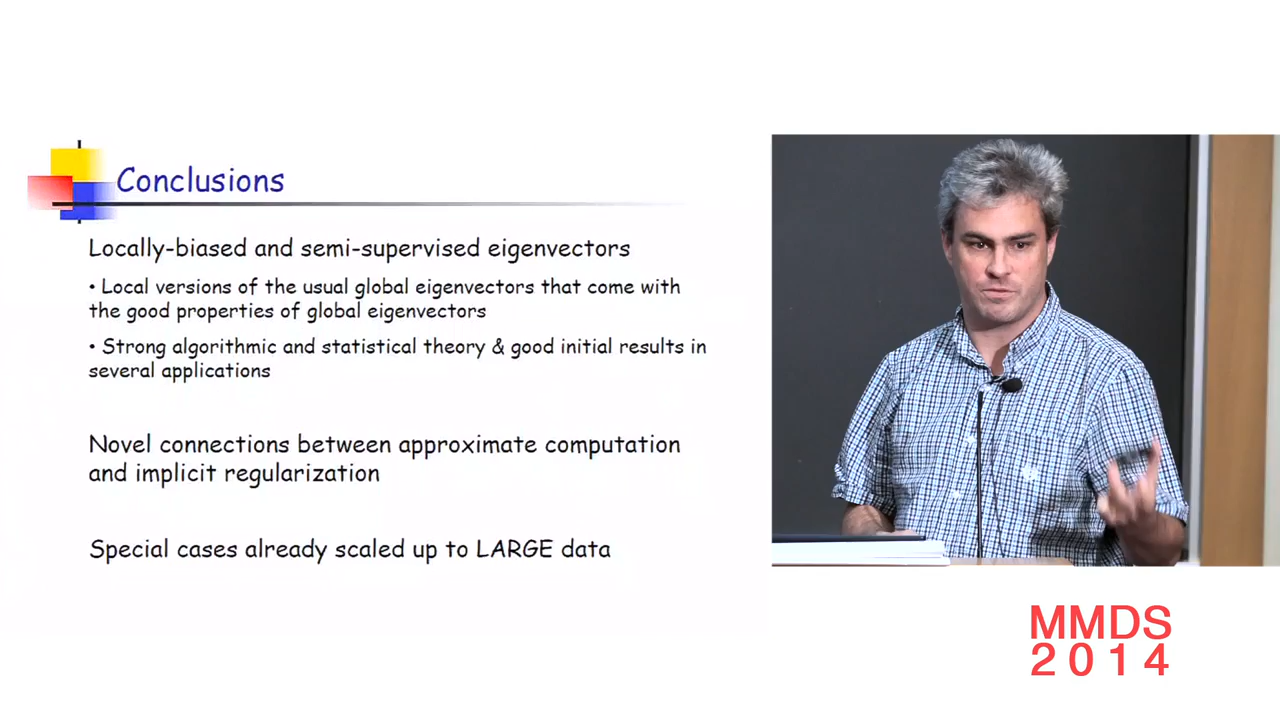 Conclusions
Locally-biased and semi-supervised eigenvectors
• Local versions of the usual global eigenvectors that come with
the good properties of global eigenvectors
• Strong algorithmic and statistical theory & good initial results in
several applications
Novel connections between approximate computation
and implicit regularization
Special cases already scaled up to LARGE data
MMDS
2014